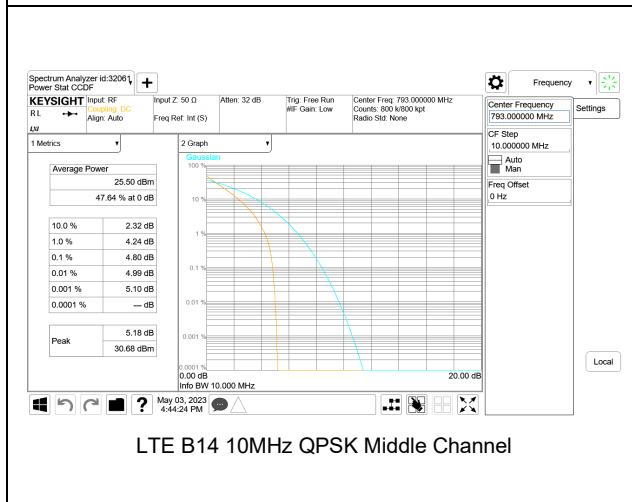 Spectrum Analyzer id:32061
Power Stat CCDF
+
Frequency
KEYSIGHT
RL
LXI
Input: RF
Coupling: DC
Align: Auto
Input Z: 50 Ω
Freq Ref: Int (S)
Atten: 32 dB
Trig: Free Run
#IF Gain: Low
Center Freq: 793.000000 MHz
Counts: 800 k/800 kpt
Radio Std: None
Center Frequency
793.000000 MHz
Settings
CF Step
10.000000 MHz
Auto
Man
Freq Offset
0 Hz
Local
1 Metrics
Average Power
25.50 dBm
47.64 % at 0 dB
10.0 % 2.32 dB
1.0 % 4.24 dB
0.1 % 4.80 dB
0.01 % 4.99 dB
0.001 % 5.10 dB
0.0001 % --- dB
Peak 5.18 dB
30.68 dBm
2 Graph
Gaussian
100 %
10 %
1 %
0.1 %
0.01 %
0.001 %
0.0001 %
0.00 dB 20.00 dB
Info BW 10.000 MHz
?
May 03, 2023
4:44:24 PM
LTE B14 10MHz QPSK Middle Channel